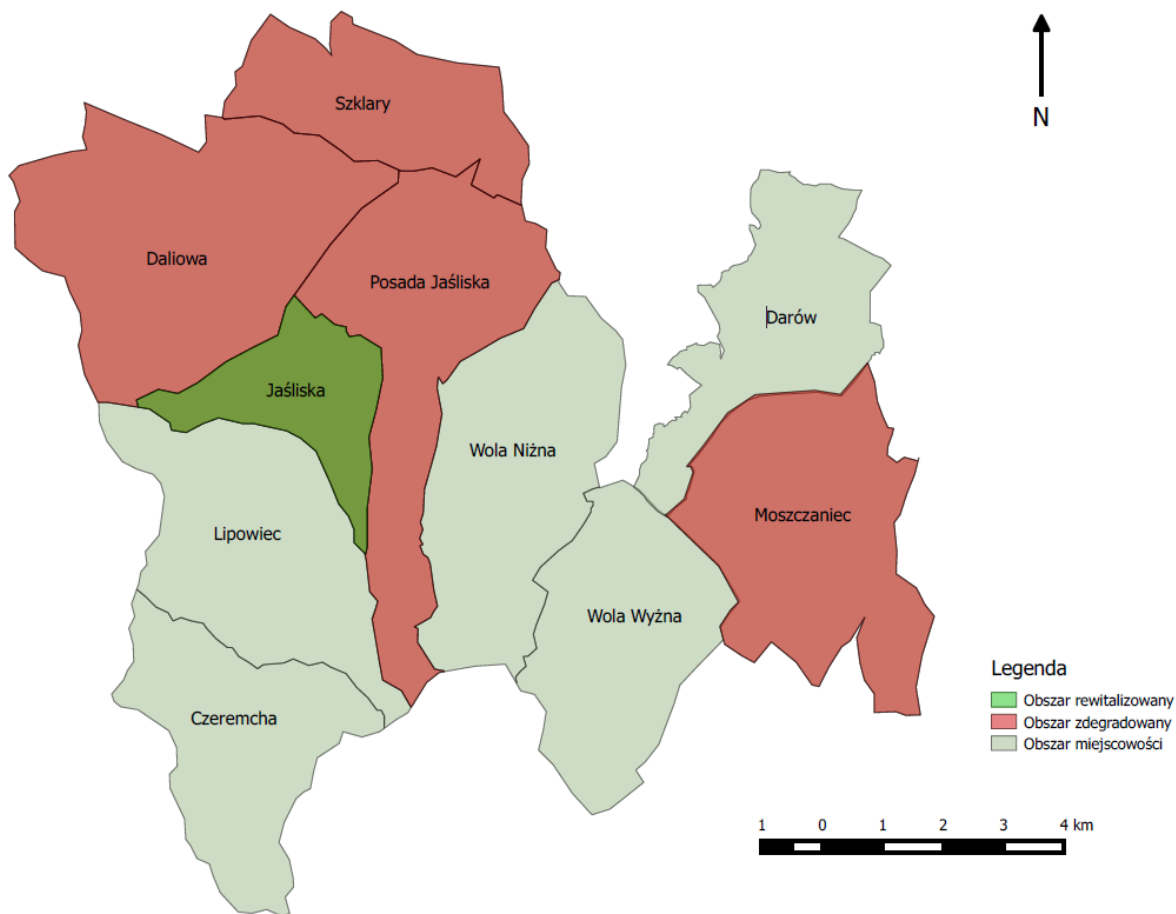 Szklary
N
Daliowa
Posada Jaśliska
Darów
Jaśliska
Wola Niżna
Lipowiec
Moszczaniec
Wola Wyżna
Czeremcha
Legenda
Obszar rewitalizowany
Obszar zdegradowany
Obszar miejscowości
1 0 1 2 3 4 km